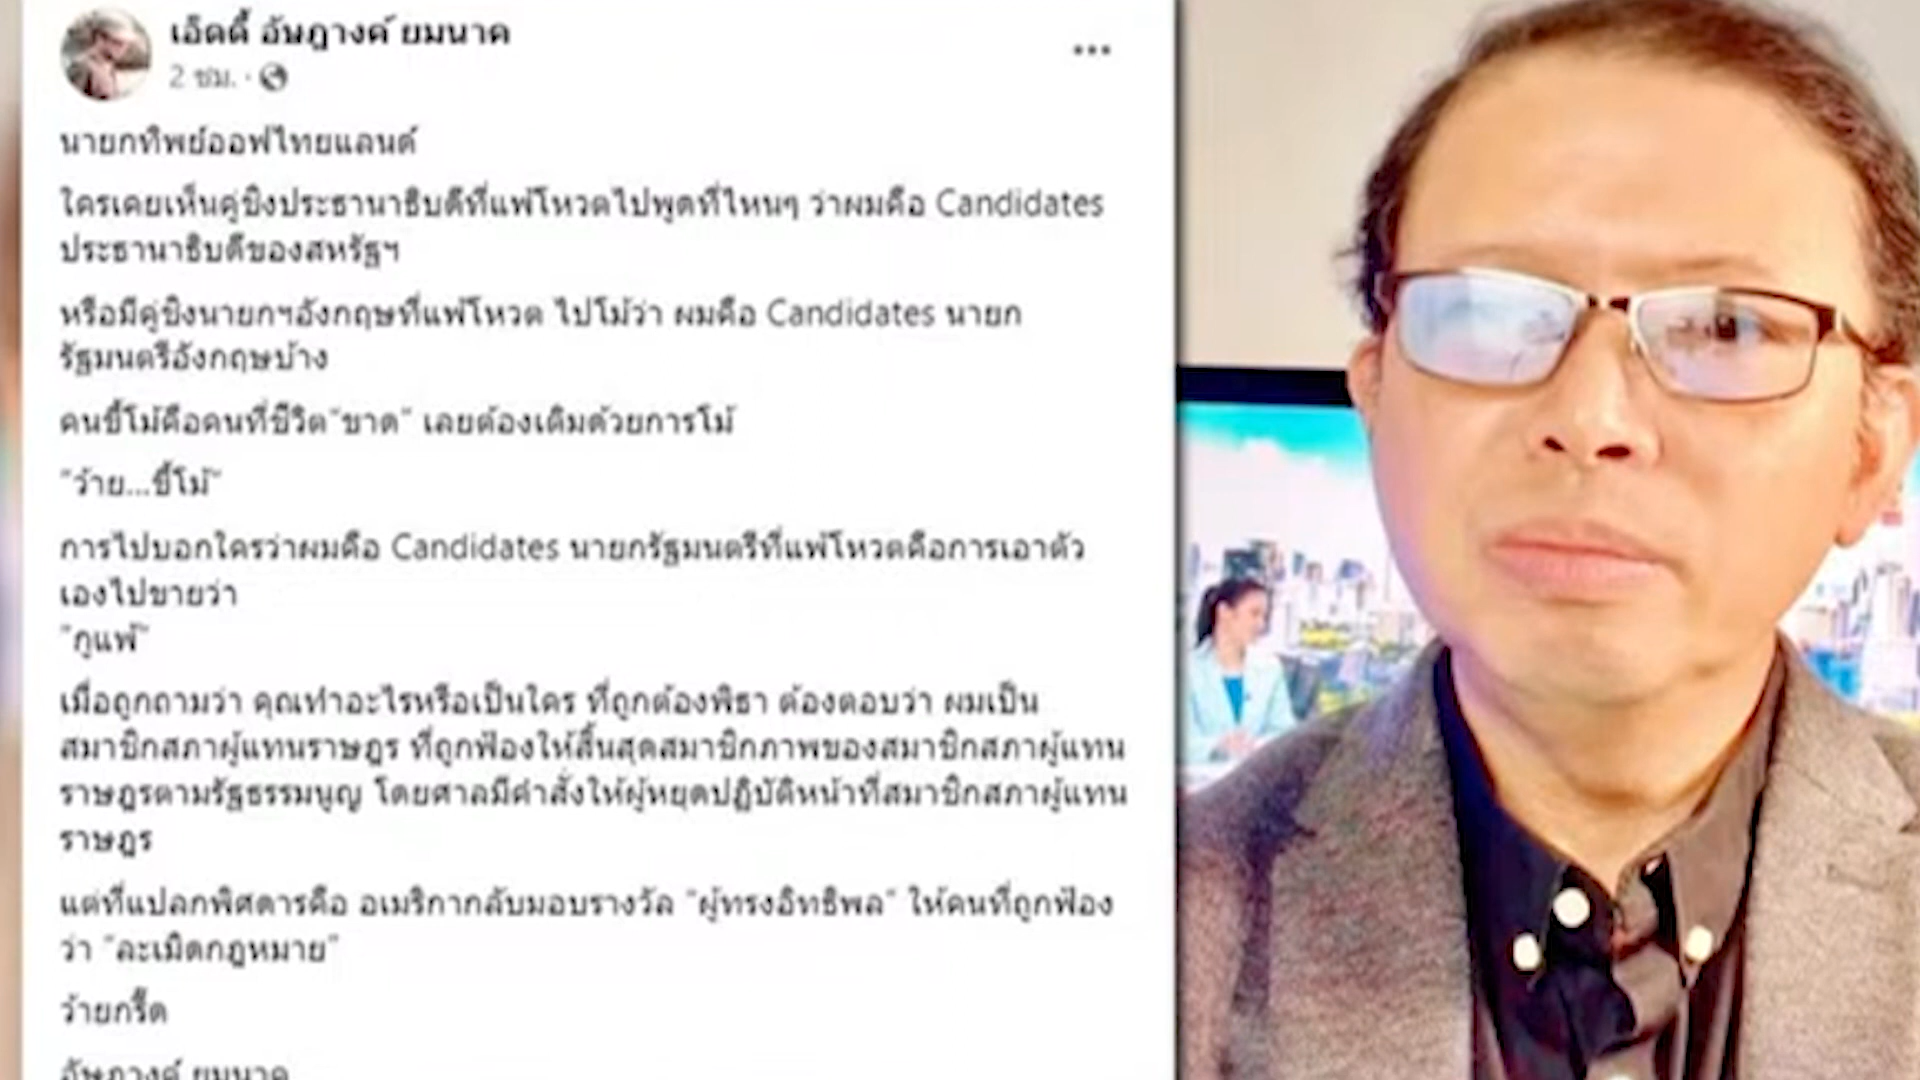 เอ็ดดี้ อัษฎางค์ ยมนาค
2 ชม.
นายกทิพย์ออฟไทยแลนด์
ใครเคยเห็นคู่ชิงประธานาธิบดีที่แพ้โหวตไปพูดที่ไหนๆ ว่าผมคือ Candidates
ประธานาธิบดีของสหรัฐฯ
หรือมีคู่ชิงนายกฯอังกฤษที่แพ้โหวต ไปโม้ว่า ผมคือ Candidates นายก
รัฐมนตรีอังกฤษบ้าง
คนขี้โม้คือคนที่ชีวิต"ขาด" เลยต้องเติมด้วยการโม้
"ว้าย...ขี้โม้"
การไปบอกใครว่าผมคือ Candidates นายกรัฐมนตรีที่แพ้โหวตคือการเอาตัว
เองไปขายว่า
"กูแพ้"
เมื่อถูกถามว่า คุณทำอะไรหรือเป็นใคร ที่ถูกต้องพิธา ต้องตอบว่า ผมเป็น
สมาชิกสภาผู้แทนราษฎร ที่ถูกฟ้องให้สิ้นสุดสมาชิกภาพของสมาชิกสภาผู้แทน
ราษฎรตามรัฐธรรมนูญ โดยศาลมีคำสั่งให้ผู้หยุดปฏิบัติหน้าที่สมาชิกสภาผู้แทน
ราษฎร
แต่ที่แปลกพิศดารคือ อเมริกากลับมอบรางวัล "ผู้ทรงอิทธิพล" ให้คนที่ถูกฟ้อง
ว่า "ละเมิดกฎหมาย"
ว้ายกรี๊ด
อัษฎางค์ ยมนาค